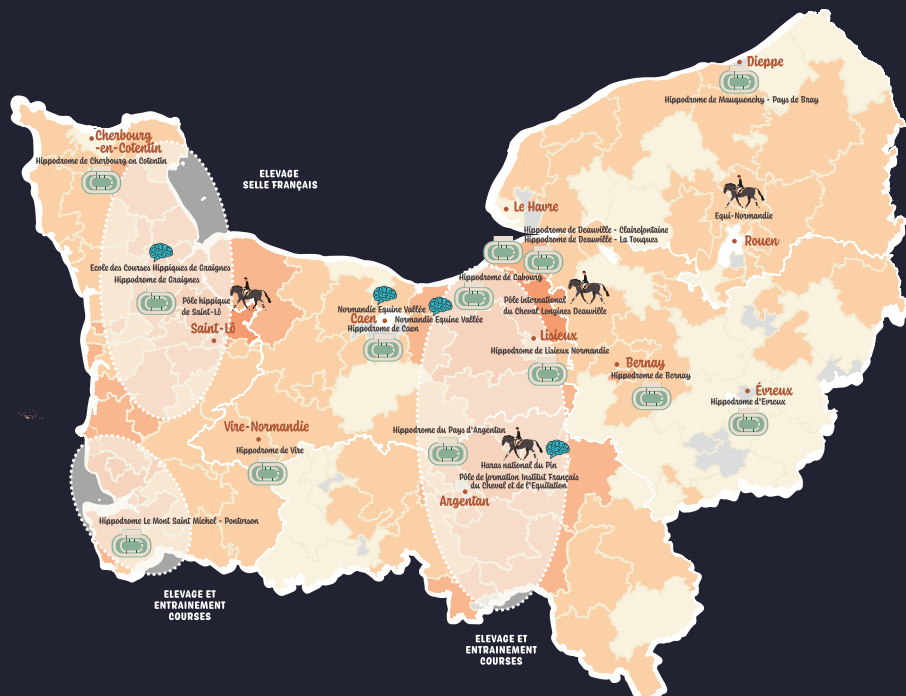 Dieppe
Hippodrome de Mauquenchy - Pays de Bray
Cherbourg
-en-Cotentin
Hippodrome de Cherbourg en Cotentin
ELEVAGE
SELLE FRANÇAIS
Le Havre
Equi-Normandie
Hippodrome de Deauville - Clairefontaine
Hippodrome de Deauville - La Touques
Rouen
Ecole des Courses Hippiques de Graignes
Hippodrome de Graignes
Hippodrome de Cabourg
Pôle hippique
de Saint-Lô
Pôle international
du Cheval Longines Deauville
Normandie Equine Vallée
Caen
Normandie Equine Vallée
Hippodrome de Caen
Saint-Lô
Lisieux
Hippodrome de Lisieux Normandie
Bernay
Hippodrome de Bernay
Évreux
Hippodrome d'Evreux
Vire-Normandie
Hippodrome de Vire
Hippodrome du Pays d'Argentan
Haras national du Pin
Pôle de formation Institut Français
du Cheval et de l'Equitation
Argentan
Hippodrome Le Mont Saint Michel - Pontorson
ELEVAGE ET
ENTRAINEMENT
COURSES
ELEVAGE ET
ENTRAINEMENT
COURSES